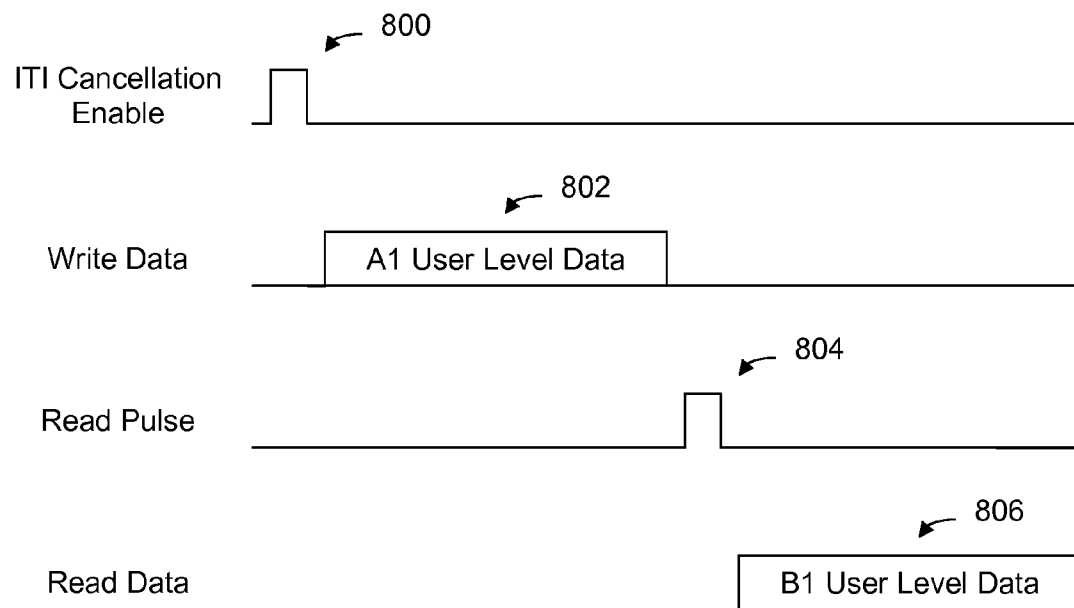 800
ITI Cancellation
Enable
802
Write Data
A1 User Level Data
804
Read Pulse
806
Read Data
B1 User Level Data